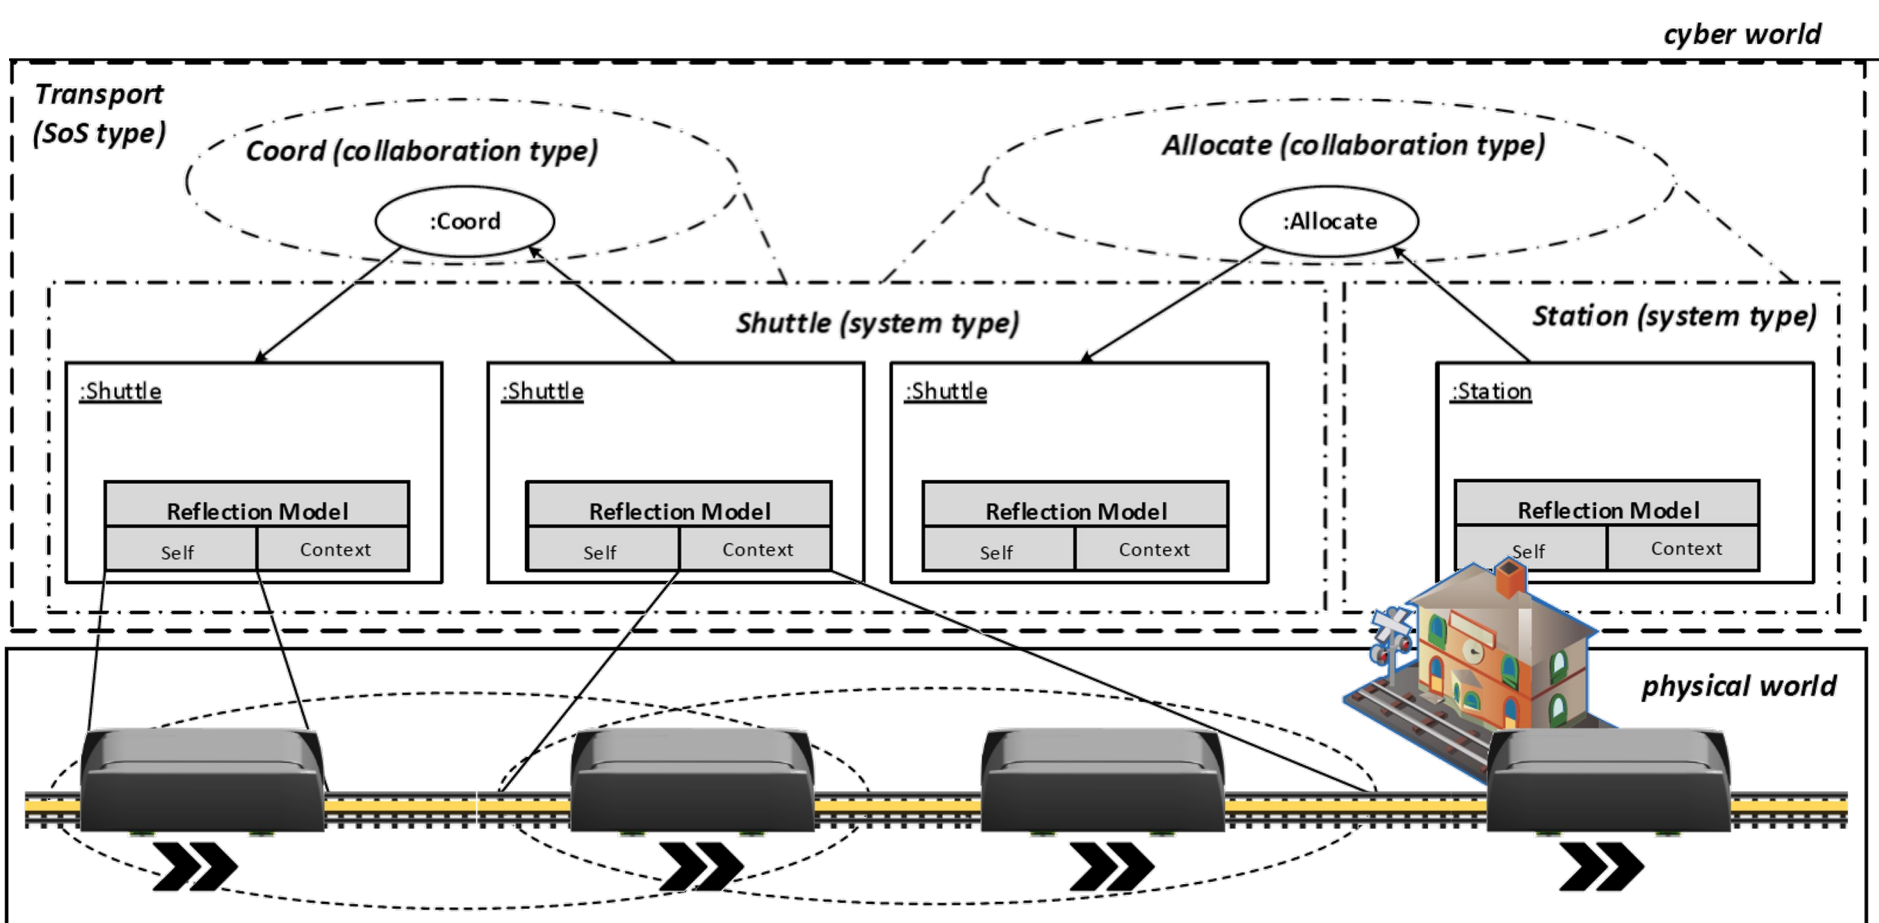 cyber world
Transport
(SoS type)
Coord (collaboration type)
Allocate (collaboration type)
:Coord
:Allocate
Shuttle (system type)
Station (system type)
:Shuttle
:Shuttle
:Shuttle
:Station
Reflection Model
Self
Context
Reflection Model
Self
Context
Reflection Model
Self
Context
Reflection Model
Self
Context
physical world